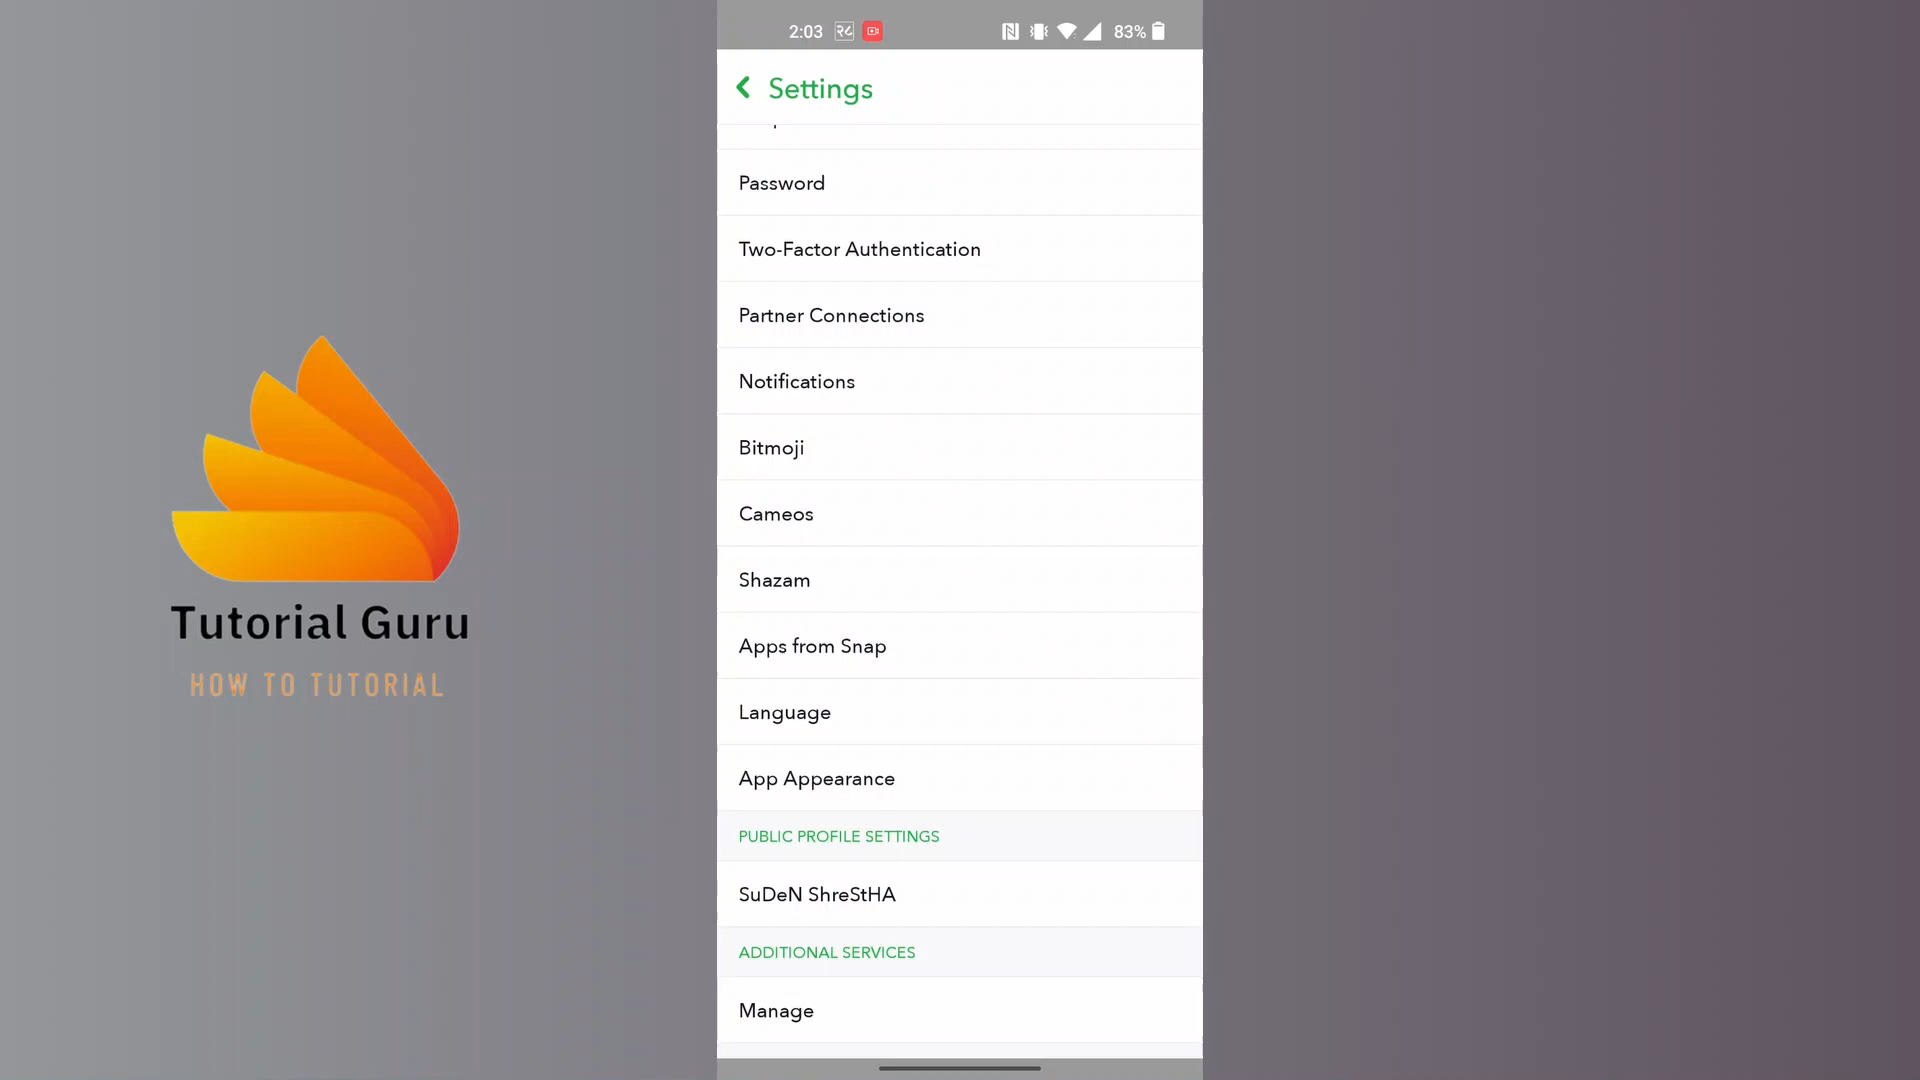 2:03
83%
Settings
Password
Two-Factor Authentication
Partner Connections
Notifications
Bitmoji
Cameos
Shazam
Apps from Snap
Language
App Appearance
PUBLIC PROFILE SETTINGS
SuDeN ShreStHA
ADDITIONAL SERVICES
Manage
Tutorial Guru
HOW TO TUTORIAL